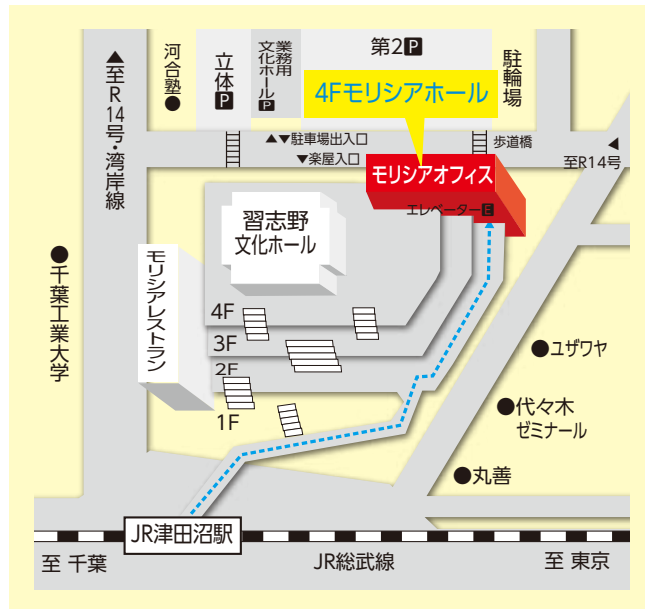 ▲至R14号・湾岸線
河合塾●
立体P
業務用
文化ホールP
第2P
駐輪場
4Fモリシアホール
▲▼駐車場出入口
▼楽屋入口
歩道橋
◀
至R14号
モリシアオフィス
エレベーターE
習志野
文化ホール
モリシアレストラン
●千葉工業大学
4F
3F
2F
1F
●ユザワヤ
●代々木
ゼミナール
●丸善
JR津田沼駅
至 千葉
JR総武線
至 東京